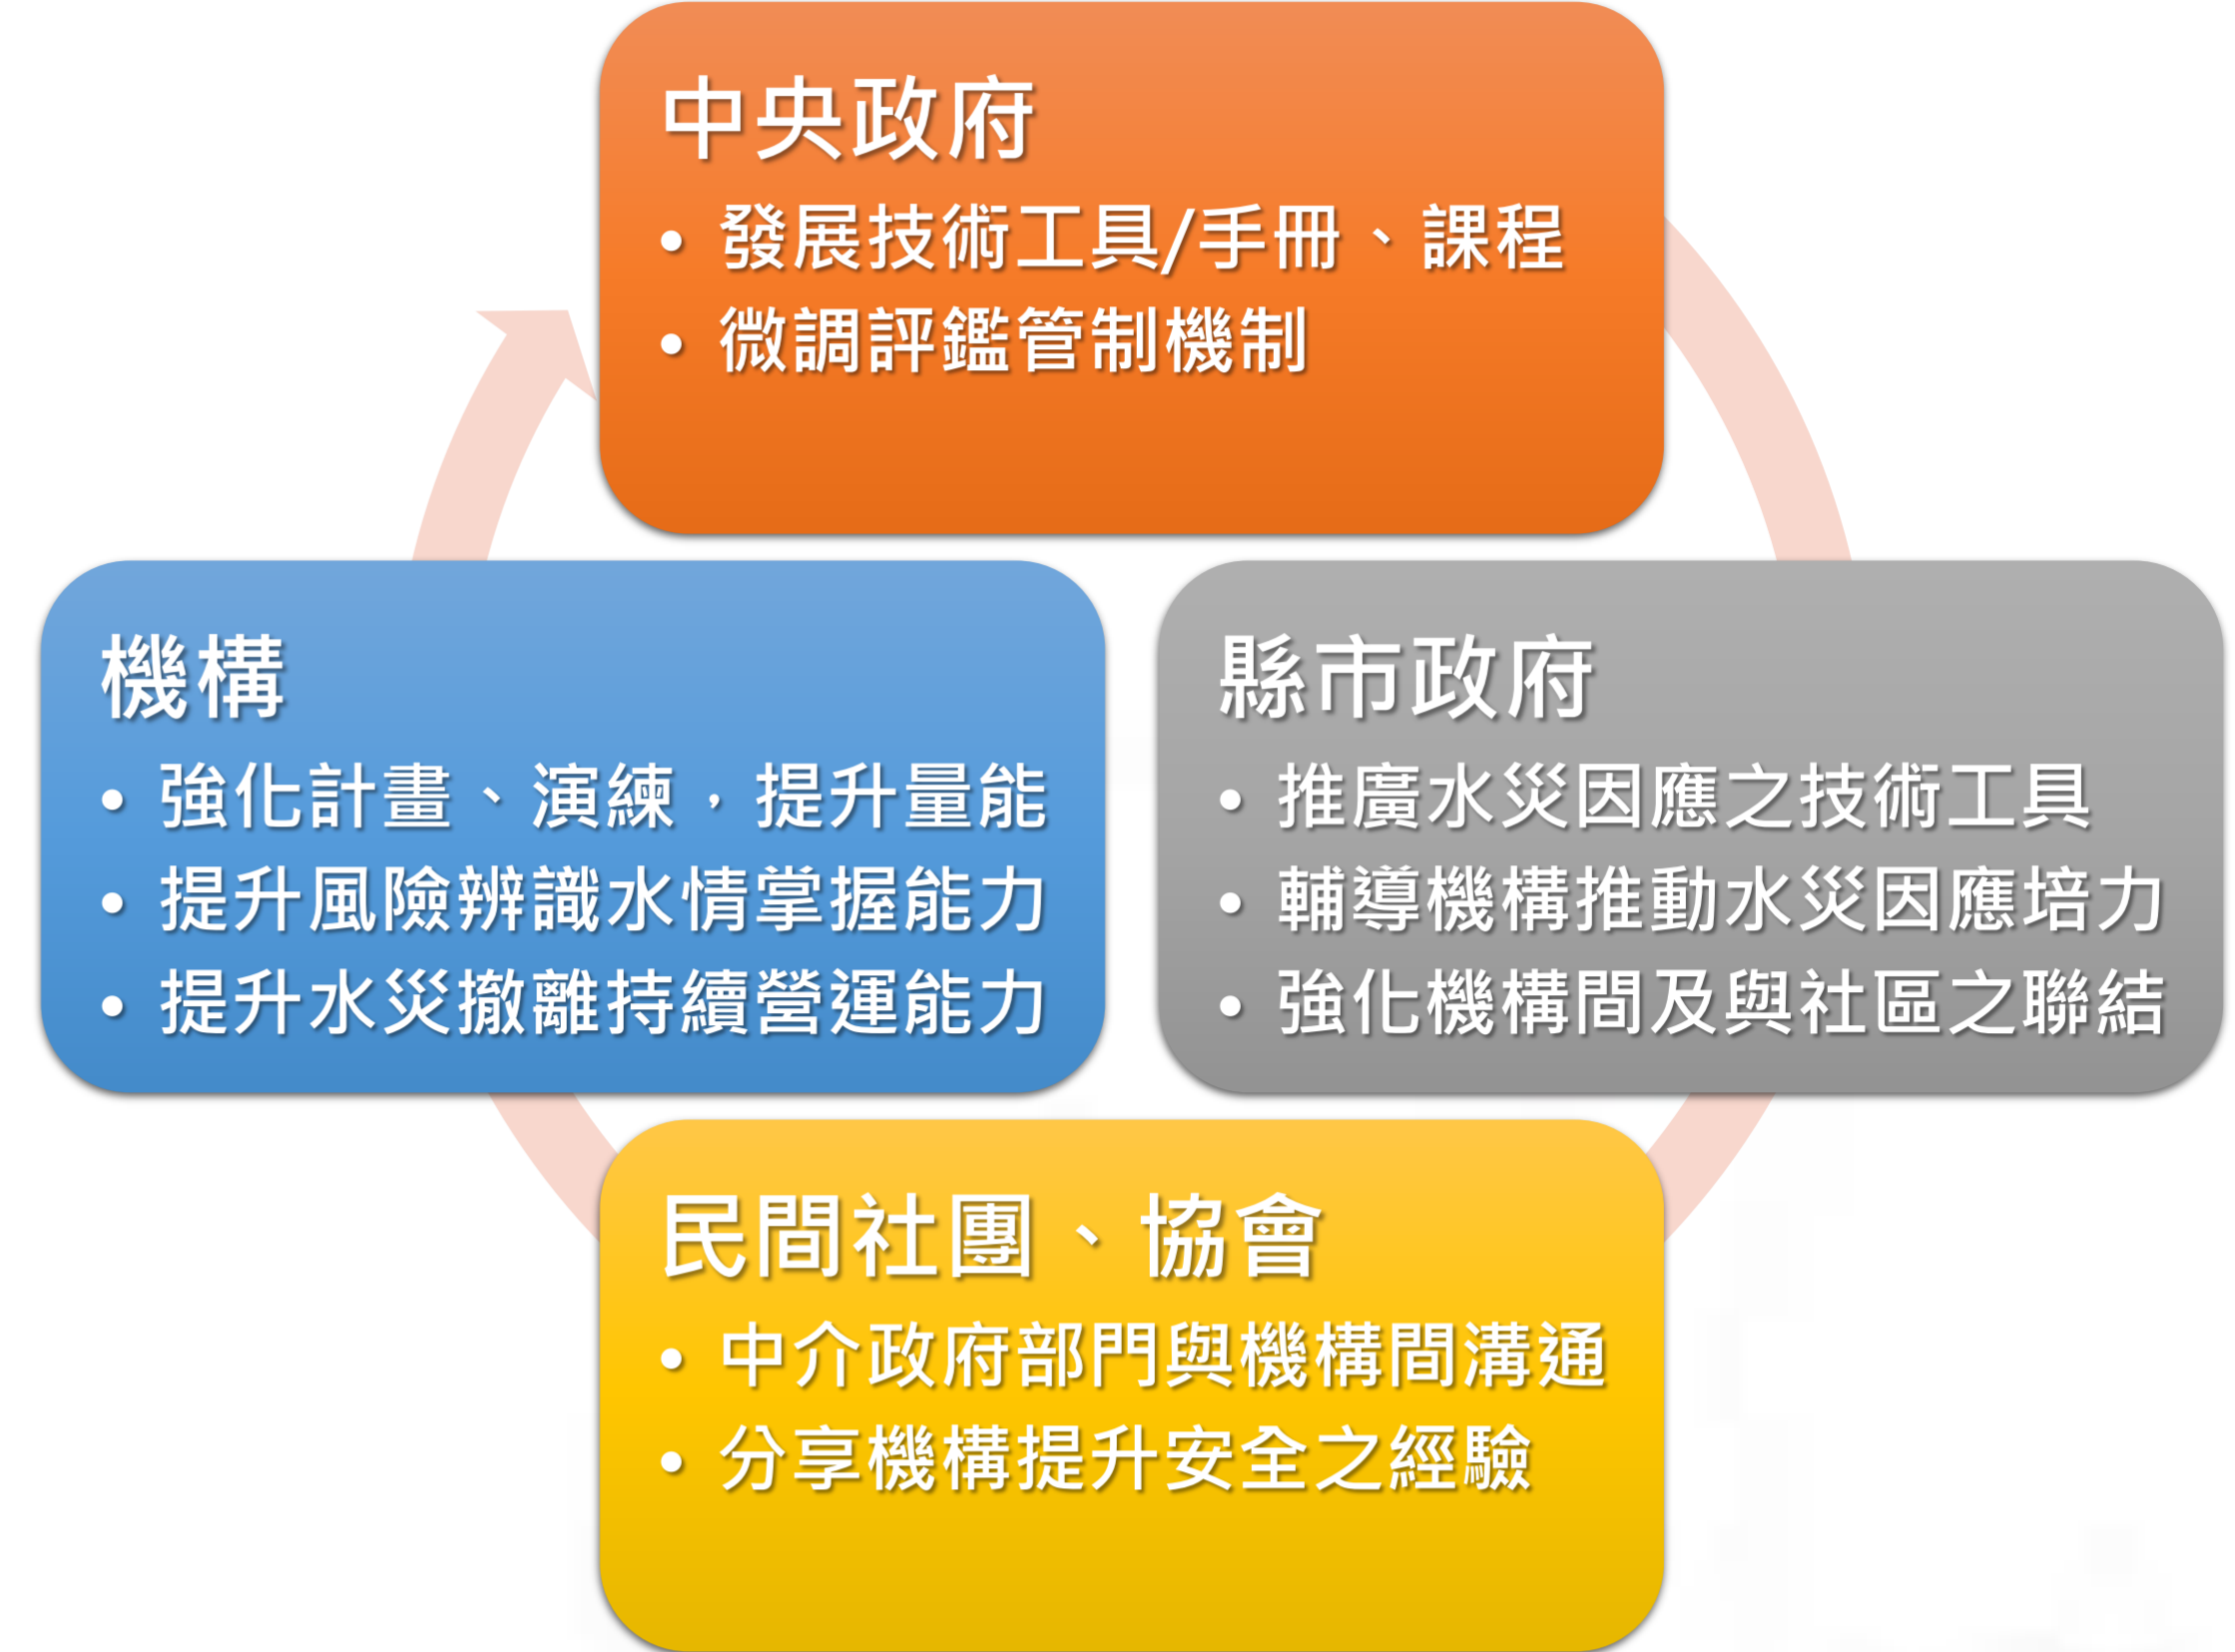 中央政府
• 發展技術工具/手冊、課程
• 微調評鑑管制機制
機構
• 強化計畫、演練，提升量能
• 提升風險辨識水情掌握能力
• 提升水災撤離持續營運能力
縣市政府
• 推廣水災因應之技術工具
• 輔導機構推動水災因應培力
• 強化機構間及與社區之聯結
民間社團、協會
• 中介政府部門與機構間溝通
• 分享機構提升安全之經驗